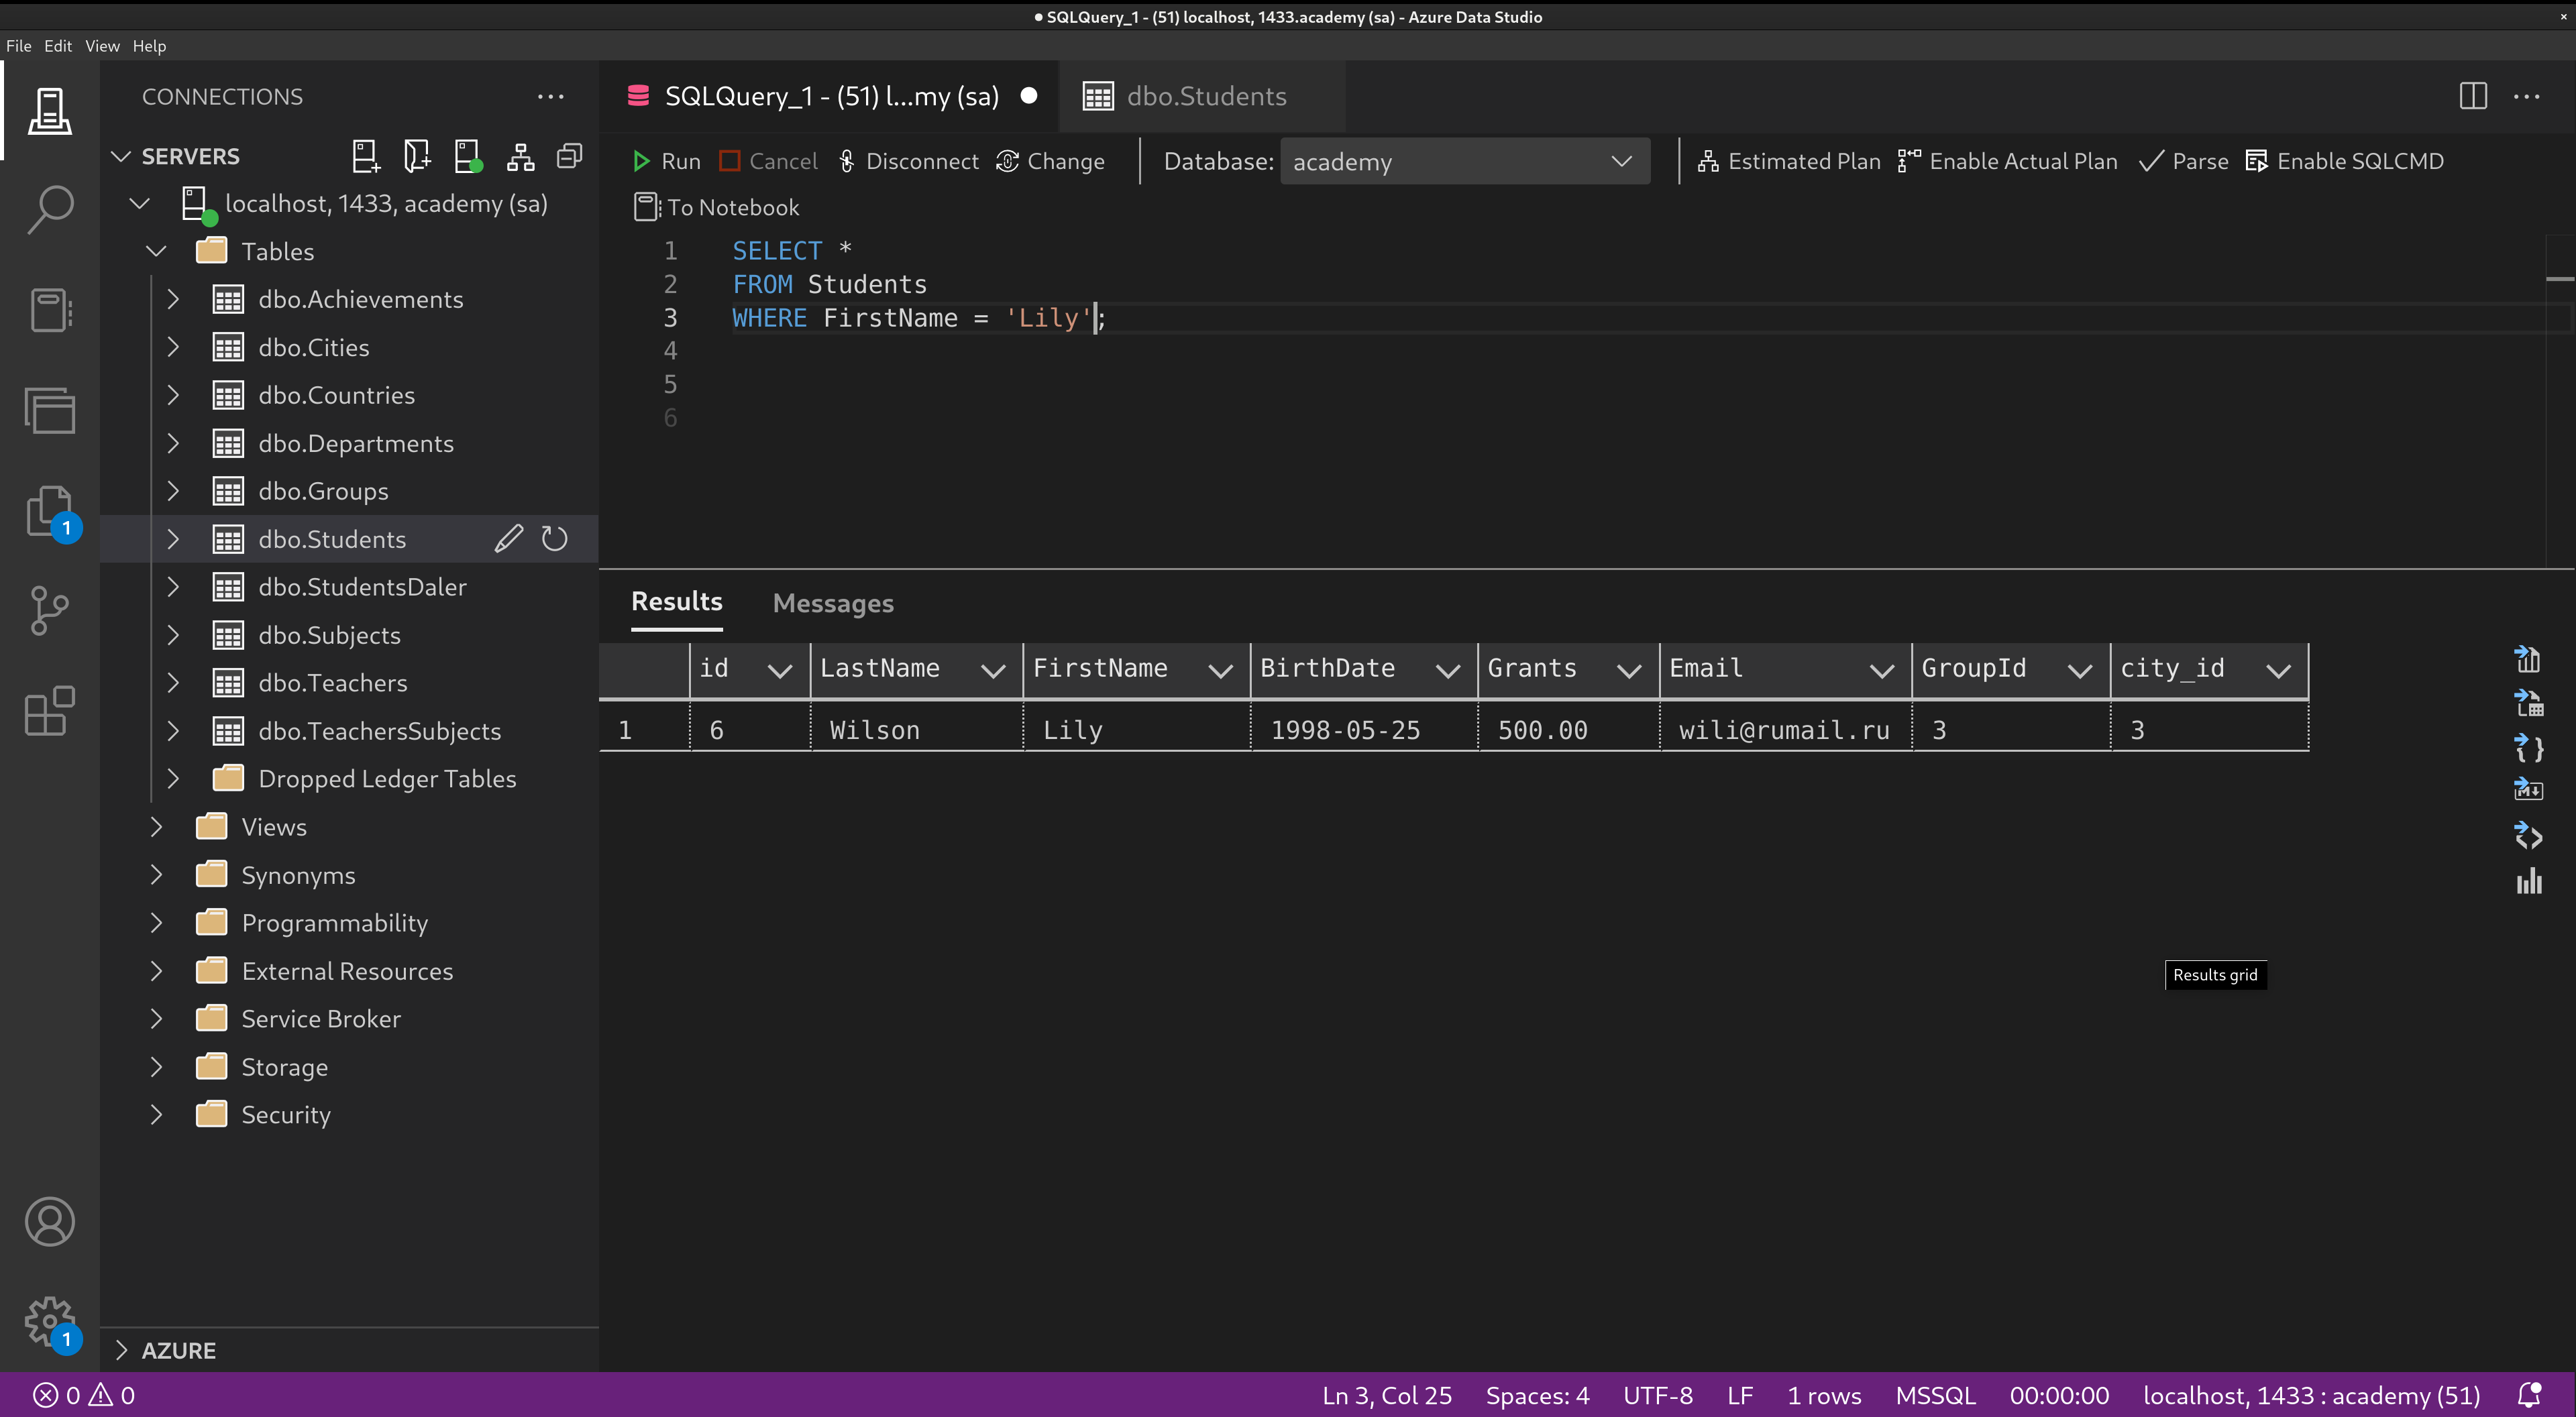 SQLQuery_1 - (51) localhost, 1433.academy (sa) - Azure Data Studio
File Edit View Help
CONNECTIONS
SERVERS
localhost, 1433, academy (sa)
Tables
dbo.Achievements
dbo.Cities
dbo.Countries
dbo.Departments
dbo.Groups
dbo.Students
dbo.StudentsDaler
dbo.Subjects
dbo.Teachers
dbo.TeachersSubjects
Dropped Ledger Tables
Views
Synonyms
Programmability
External Resources
Service Broker
Storage
Security
AZURE
1
1
SQLQuery_1 - (51) l...my (sa) dbo.Students
Run Cancel Disconnect Change Database: academy Estimated Plan Enable Actual Plan Parse Enable SQLCMD
To Notebook
1 SELECT *
2 FROM Students
3 WHERE FirstName = 'Lily';
4
5
6
Results Messages
id LastName FirstName BirthDate Grants Email GroupId city_id
1 6 Wilson Lily 1998-05-25 500.00 wili@rumail.ru 3 3
Results grid
0 0 Ln 3, Col 25 Spaces: 4 UTF-8 LF 1 rows MSSQL 00:00:00 localhost, 1433 : academy (51)